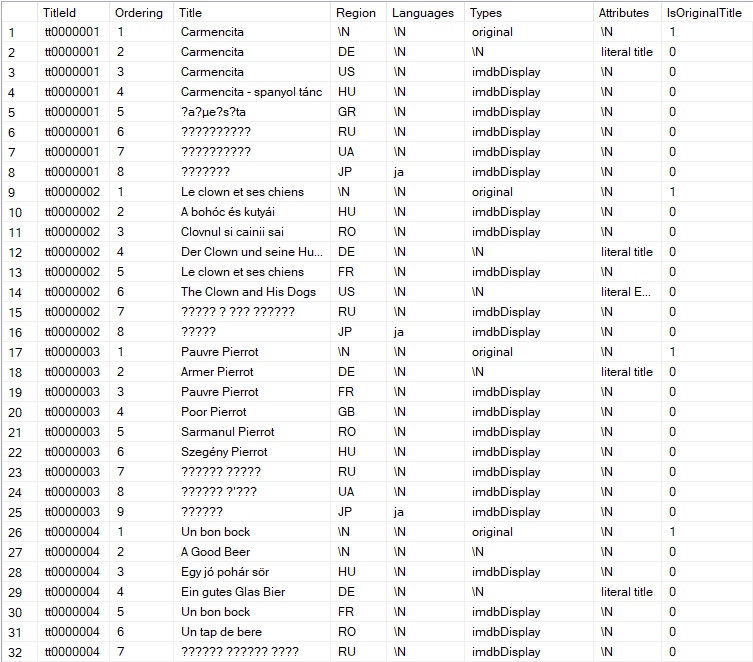 TitleId Ordering Title Region Languages Types Attributes IsOriginalTitle
1 tt0000001 1 Carmencita \N \N original \N 1
2 tt0000001 2 Carmencita DE \N \N literal title 0
3 tt0000001 3 Carmencita US \N imdbDisplay \N 0
4 tt0000001 4 Carmencita - spanyol tánc HU \N imdbDisplay \N 0
5 tt0000001 5 ?a?µe?s?ta GR \N imdbDisplay \N 0
6 tt0000001 6 ?????????? RU \N imdbDisplay \N 0
7 tt0000001 7 ?????????? UA \N imdbDisplay \N 0
8 tt0000001 8 ??????? JP ja imdbDisplay \N 0
9 tt0000002 1 Le clown et ses chiens \N \N original \N 1
10 tt0000002 2 A bohóc és kutyái HU \N imdbDisplay \N 0
11 tt0000002 3 Clovnul si cainii sai RO \N imdbDisplay \N 0
12 tt0000002 4 Der Clown und seine Hu... DE \N \N literal title 0
13 tt0000002 5 Le clown et ses chiens FR \N imdbDisplay \N 0
14 tt0000002 6 The Clown and His Dogs US \N \N literal E... 0
15 tt0000002 7 ????? ? ??? ?????? RU \N imdbDisplay \N 0
16 tt0000002 8 ????? JP ja imdbDisplay \N 0
17 tt0000003 1 Pauvre Pierrot \N \N original \N 1
18 tt0000003 2 Armer Pierrot DE \N \N literal title 0
19 tt0000003 3 Pauvre Pierrot FR \N imdbDisplay \N 0
20 tt0000003 4 Poor Pierrot GB \N imdbDisplay \N 0
21 tt0000003 5 Sarmanul Pierrot RO \N imdbDisplay \N 0
22 tt0000003 6 Szegény Pierrot HU \N imdbDisplay \N 0
23 tt0000003 7 ?????? ????? RU \N imdbDisplay \N 0
24 tt0000003 8 ?????? ?'??? UA \N imdbDisplay \N 0
25 tt0000003 9 ?????? JP ja imdbDisplay \N 0
26 tt0000004 1 Un bon bock \N \N original \N 1
27 tt0000004 2 A Good Beer \N \N \N \N 0
28 tt0000004 3 Egy jó pohár sör HU \N imdbDisplay \N 0
29 tt0000004 4 Ein gutes Glas Bier DE \N \N literal title 0
30 tt0000004 5 Un bon bock FR \N imdbDisplay \N 0
31 tt0000004 6 Un tap de bere RO \N imdbDisplay \N 0
32 tt0000004 7 ?????? ?????? ???? RU \N imdbDisplay \N 0